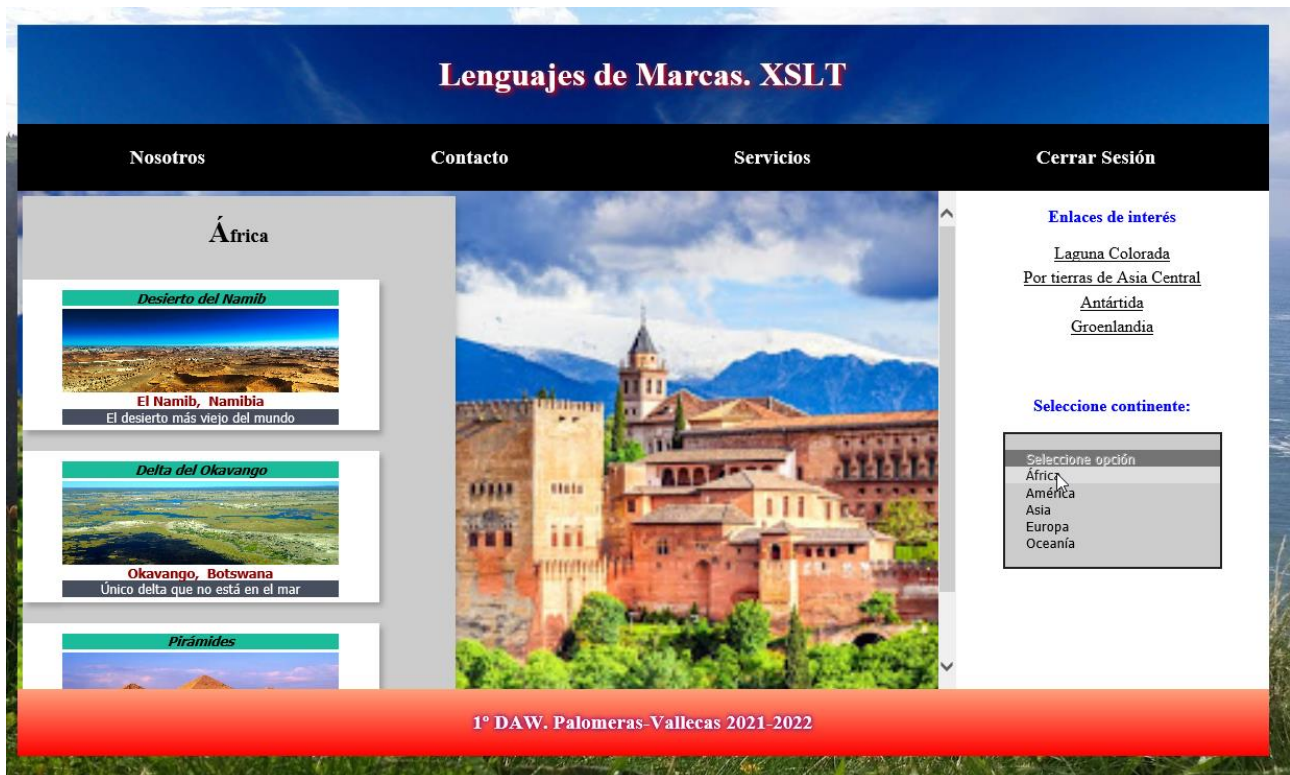 Lenguajes de Marcas. XSLT
Nosotros Contacto Servicios Cerrar Sesión
África
Desierto del Namib
El Namib, Namibia
El desierto más viejo del mundo
Delta del Okavango
Okavango, Botswana
Único delta que no está en el mar
Pirámides
Enlaces de interés
Laguna Colorada
Por tierras de Asia Central
Antártida
Groenlandia
Seleccione continente:
Seleccione opción
África
América
Asia
Europa
Oceanía
1º DAW. Palomeras-Vallecas 2021-2022